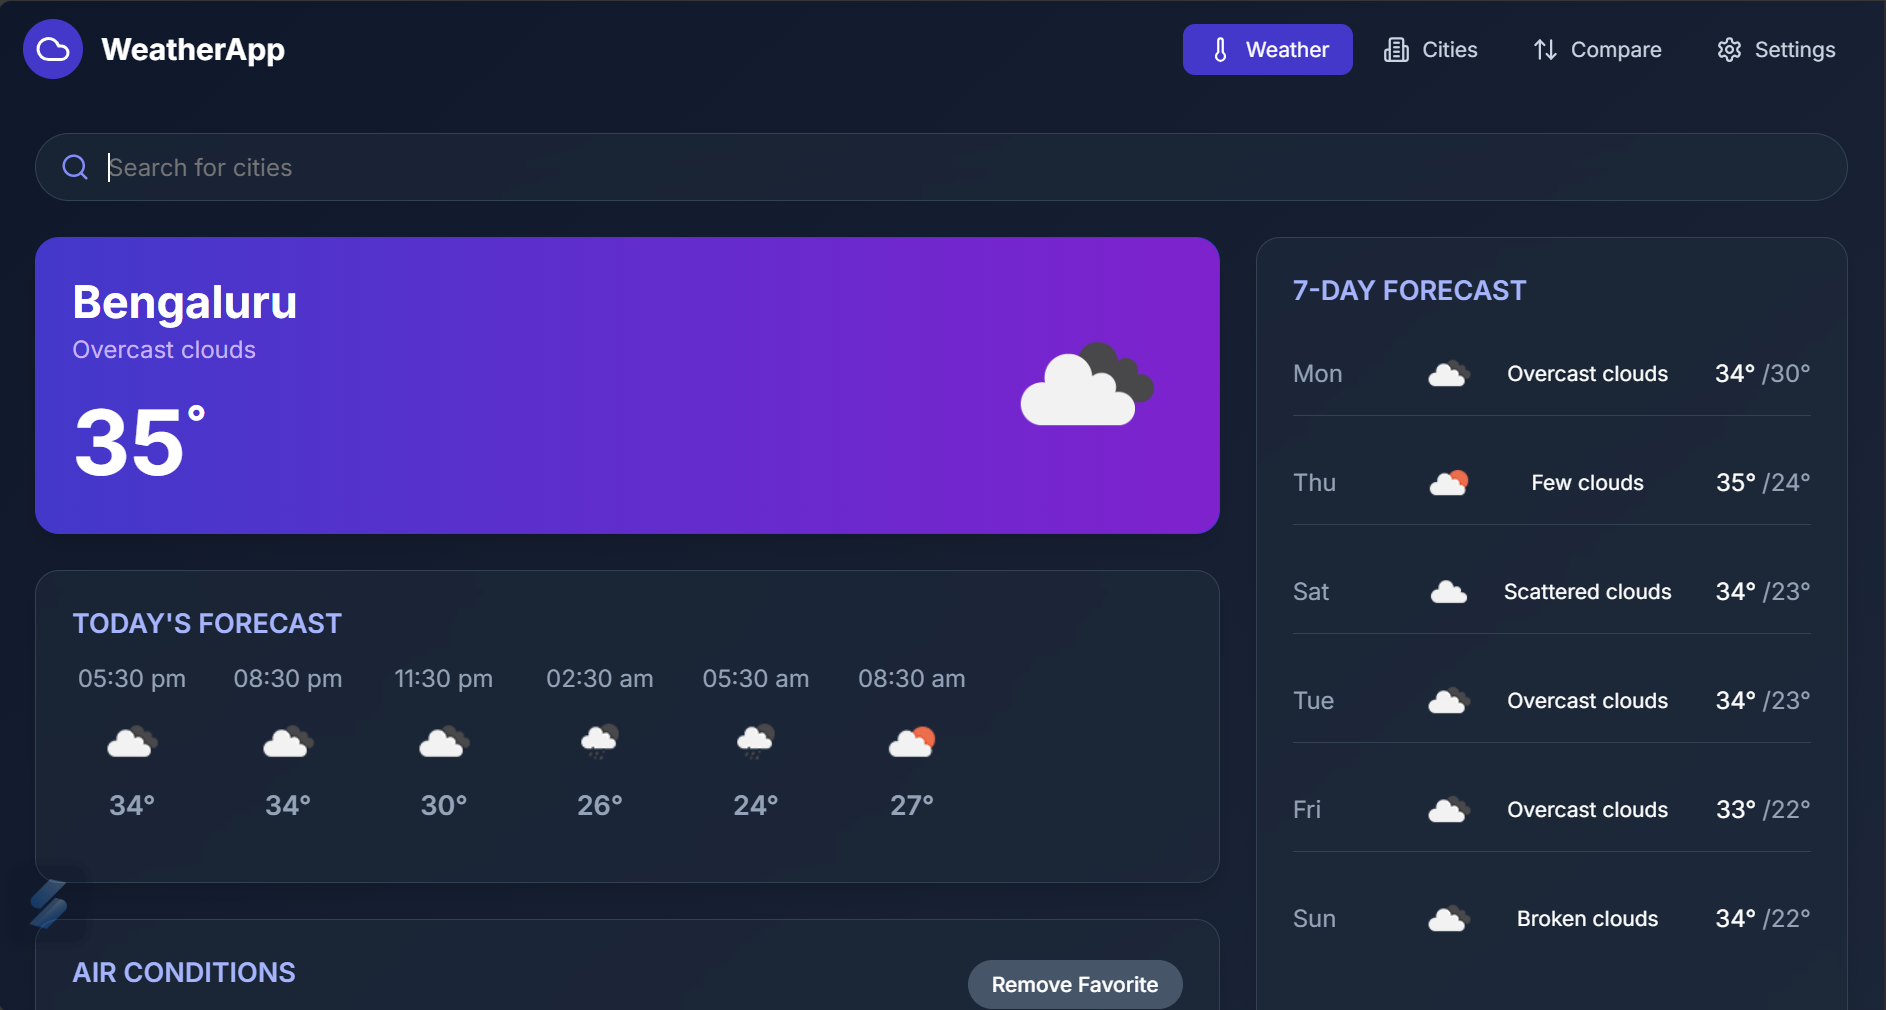 WeatherApp
Weather Cities Compare Settings
Search for cities
Bengaluru
Overcast clouds
35°
TODAY'S FORECAST
05:30 pm 08:30 pm 11:30 pm 02:30 am 05:30 am 08:30 am
34° 34° 30° 26° 24° 27°
AIR CONDITIONS
Remove Favorite
7-DAY FORECAST
Mon Overcast clouds 34° /30°
Thu Few clouds 35° /24°
Sat Scattered clouds 34° /23°
Tue Overcast clouds 34° /23°
Fri Overcast clouds 33° /22°
Sun Broken clouds 34° /22°